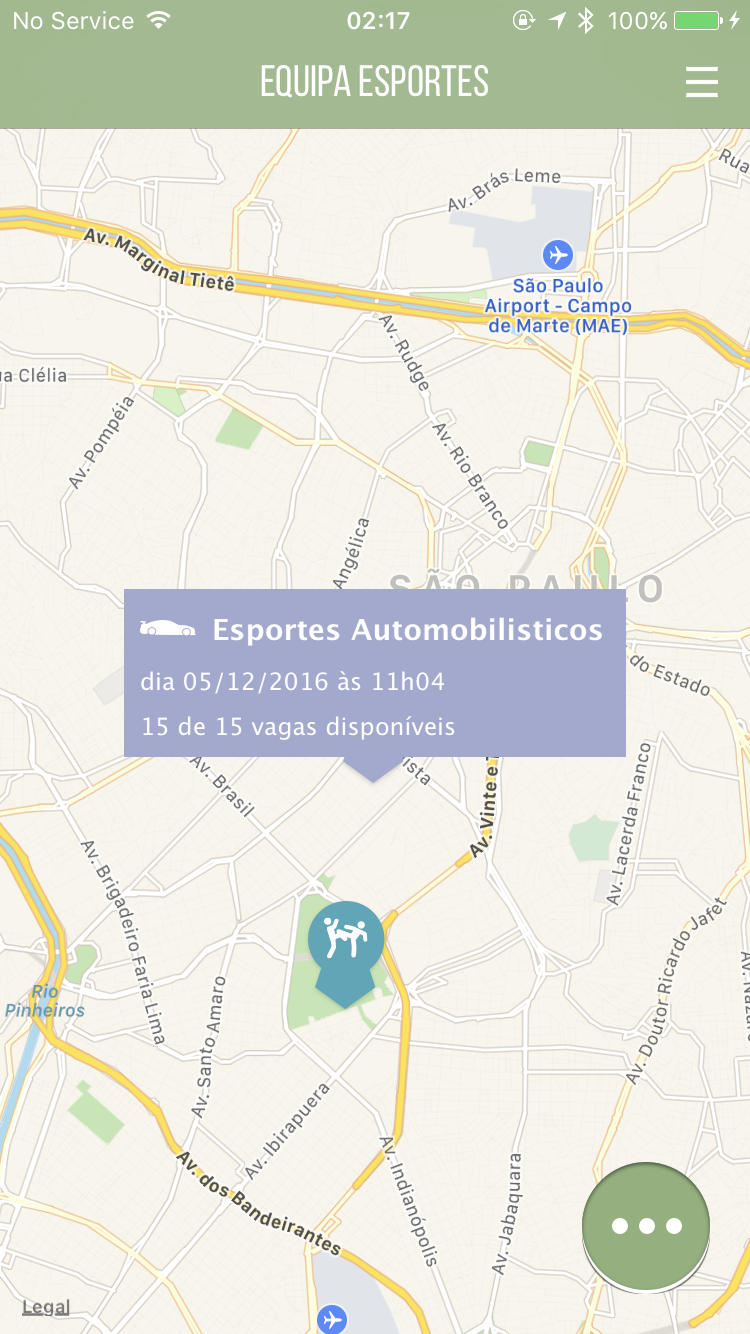 No Service
02:17
100%
EQUIPA ESPORTES
Rua
Av. Brás Leme
Av. Marginal Tietê
São Paulo
Airport - Campo
de Marte (MAE)
a Clélia
Av. Rudge
Av. Pompéia
Av. Rio Branco
Angélica
SÃO PAULO
Esportes Automobilisticos
dia 05/12/2016 às 11h04
15 de 15 vagas disponíveis
do Estado
ista
Av. Brasil
Av. Vinte e
Av. Lacerda Franco
Av. Brigadeiro Faria Lima
Av. Doutor Ricardo Jafet
Av. Naza
Rio
Pinheiros
Av. Santo Amaro
Av. Ibirapuera
Av. Indianópolis
Av. Jabaquara
Av. dos Bandeirantes
Legal